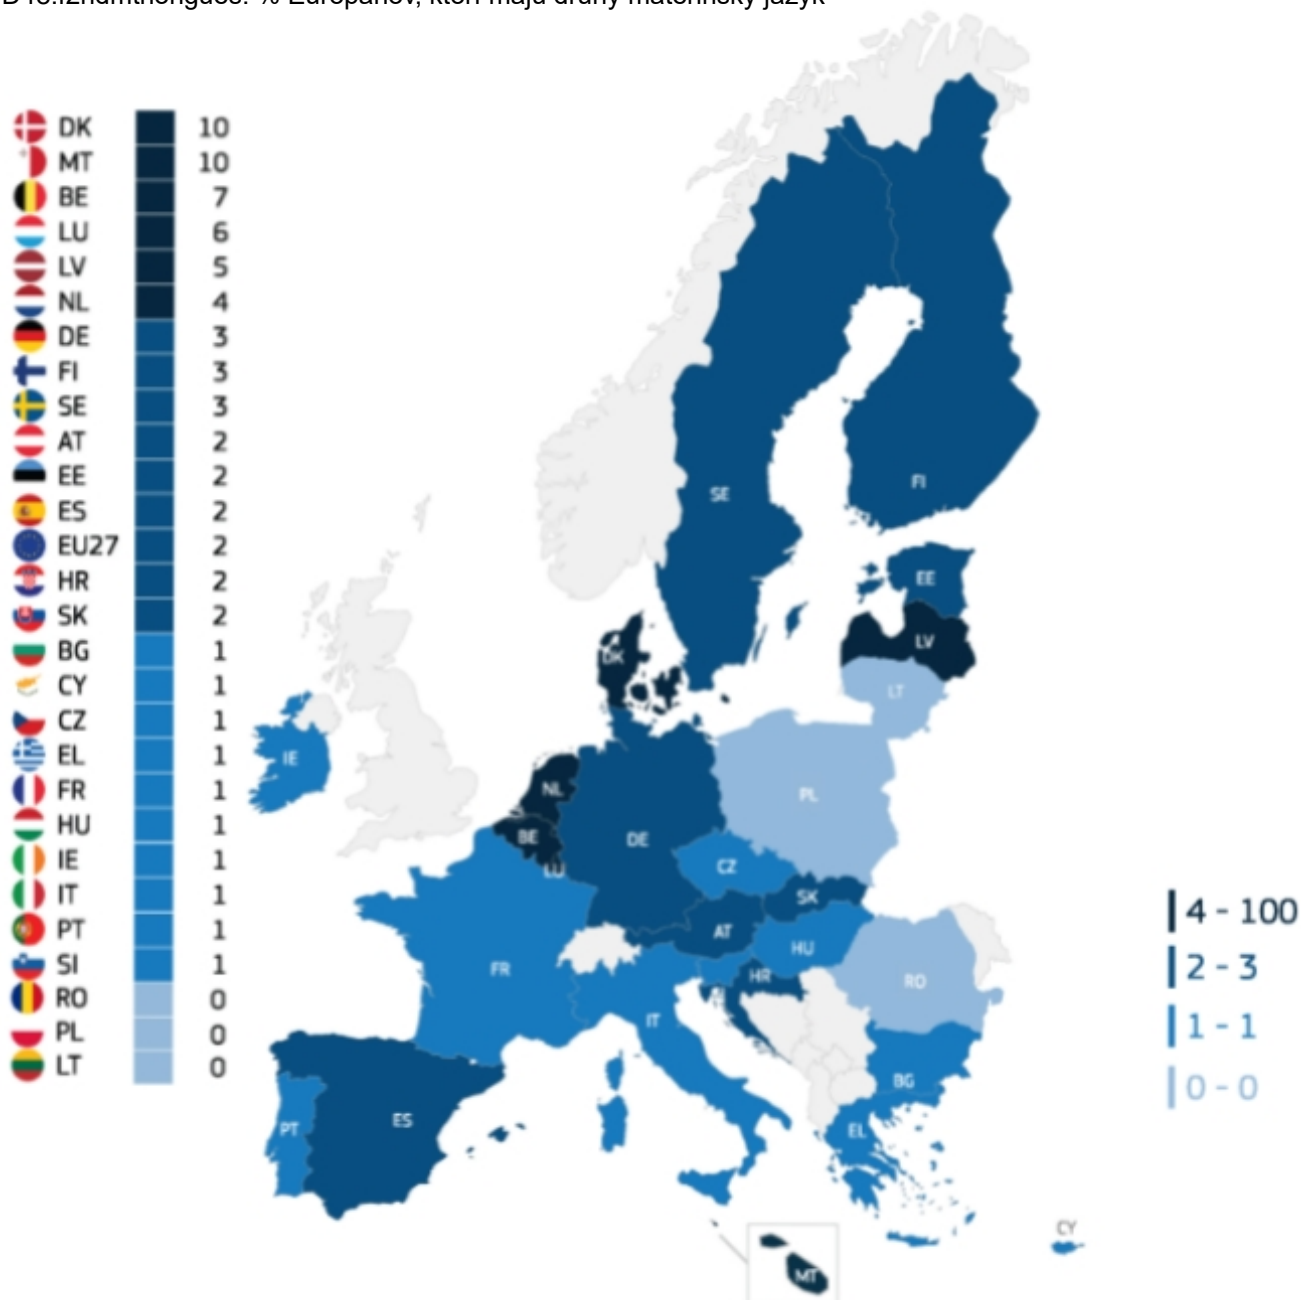 % Európanov, ktorí majú druhý materinský jazyk
DK 10
MT 10
BE 7
LU 6
LV 5
NL 4
DE 3
FI 3
SE 3
AT 2
EE 2
ES 2
EU27 2
HR 2
SK 2
BG 1
CY 1
CZ 1
EL 1
FR 1
HU 1
IE 1
IT 1
PT 1
SI 1
RO 0
PL 0
LT 0
SE
FI
EE
LV
LT
DK
IE
NL
PL
BE
DE
LU
CZ
SK
AT
HU
FR
HR
RO
IT
BG
ES
PT
EL
CY
MT
4 - 100
2 - 3
1 - 1
0 - 0